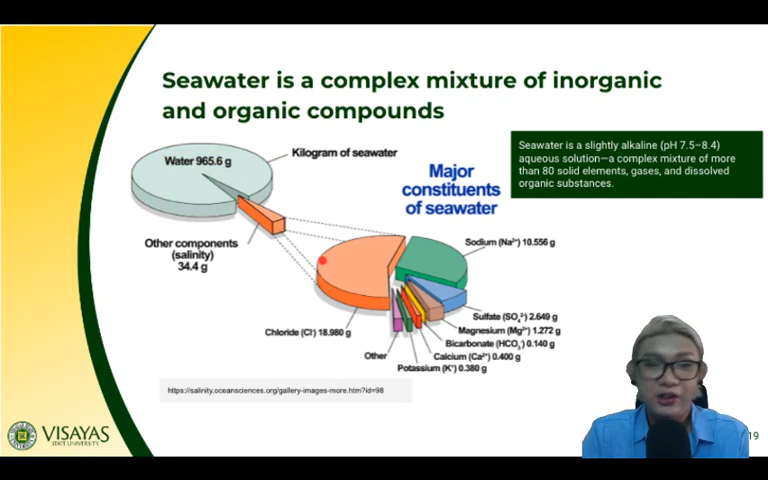 Seawater is a complex mixture of inorganic
and organic compounds
Seawater is a slightly alkaline (pH 7.5–8.4)
aqueous solution—a complex mixture of more
than 80 solid elements, gases, and dissolved
organic substances.
Water 965.6 g
Kilogram of seawater
Major
constituents
of seawater
Other components
(salinity)
34.4 g
Sodium (Na⁺) 10.556 g
Sulfate (SO₄²⁻) 2.649 g
Magnesium (Mg²⁺) 1.272 g
Bicarbonate (HCO₃⁻) 0.140 g
Calcium (Ca²⁺) 0.400 g
Potassium (K⁺) 0.380 g
Other
Chloride (Cl⁻) 18.980 g
https://salinity.oceansciences.org/gallery-images-more.htm?id=98
VISAYAS
STATE UNIVERSITY
19